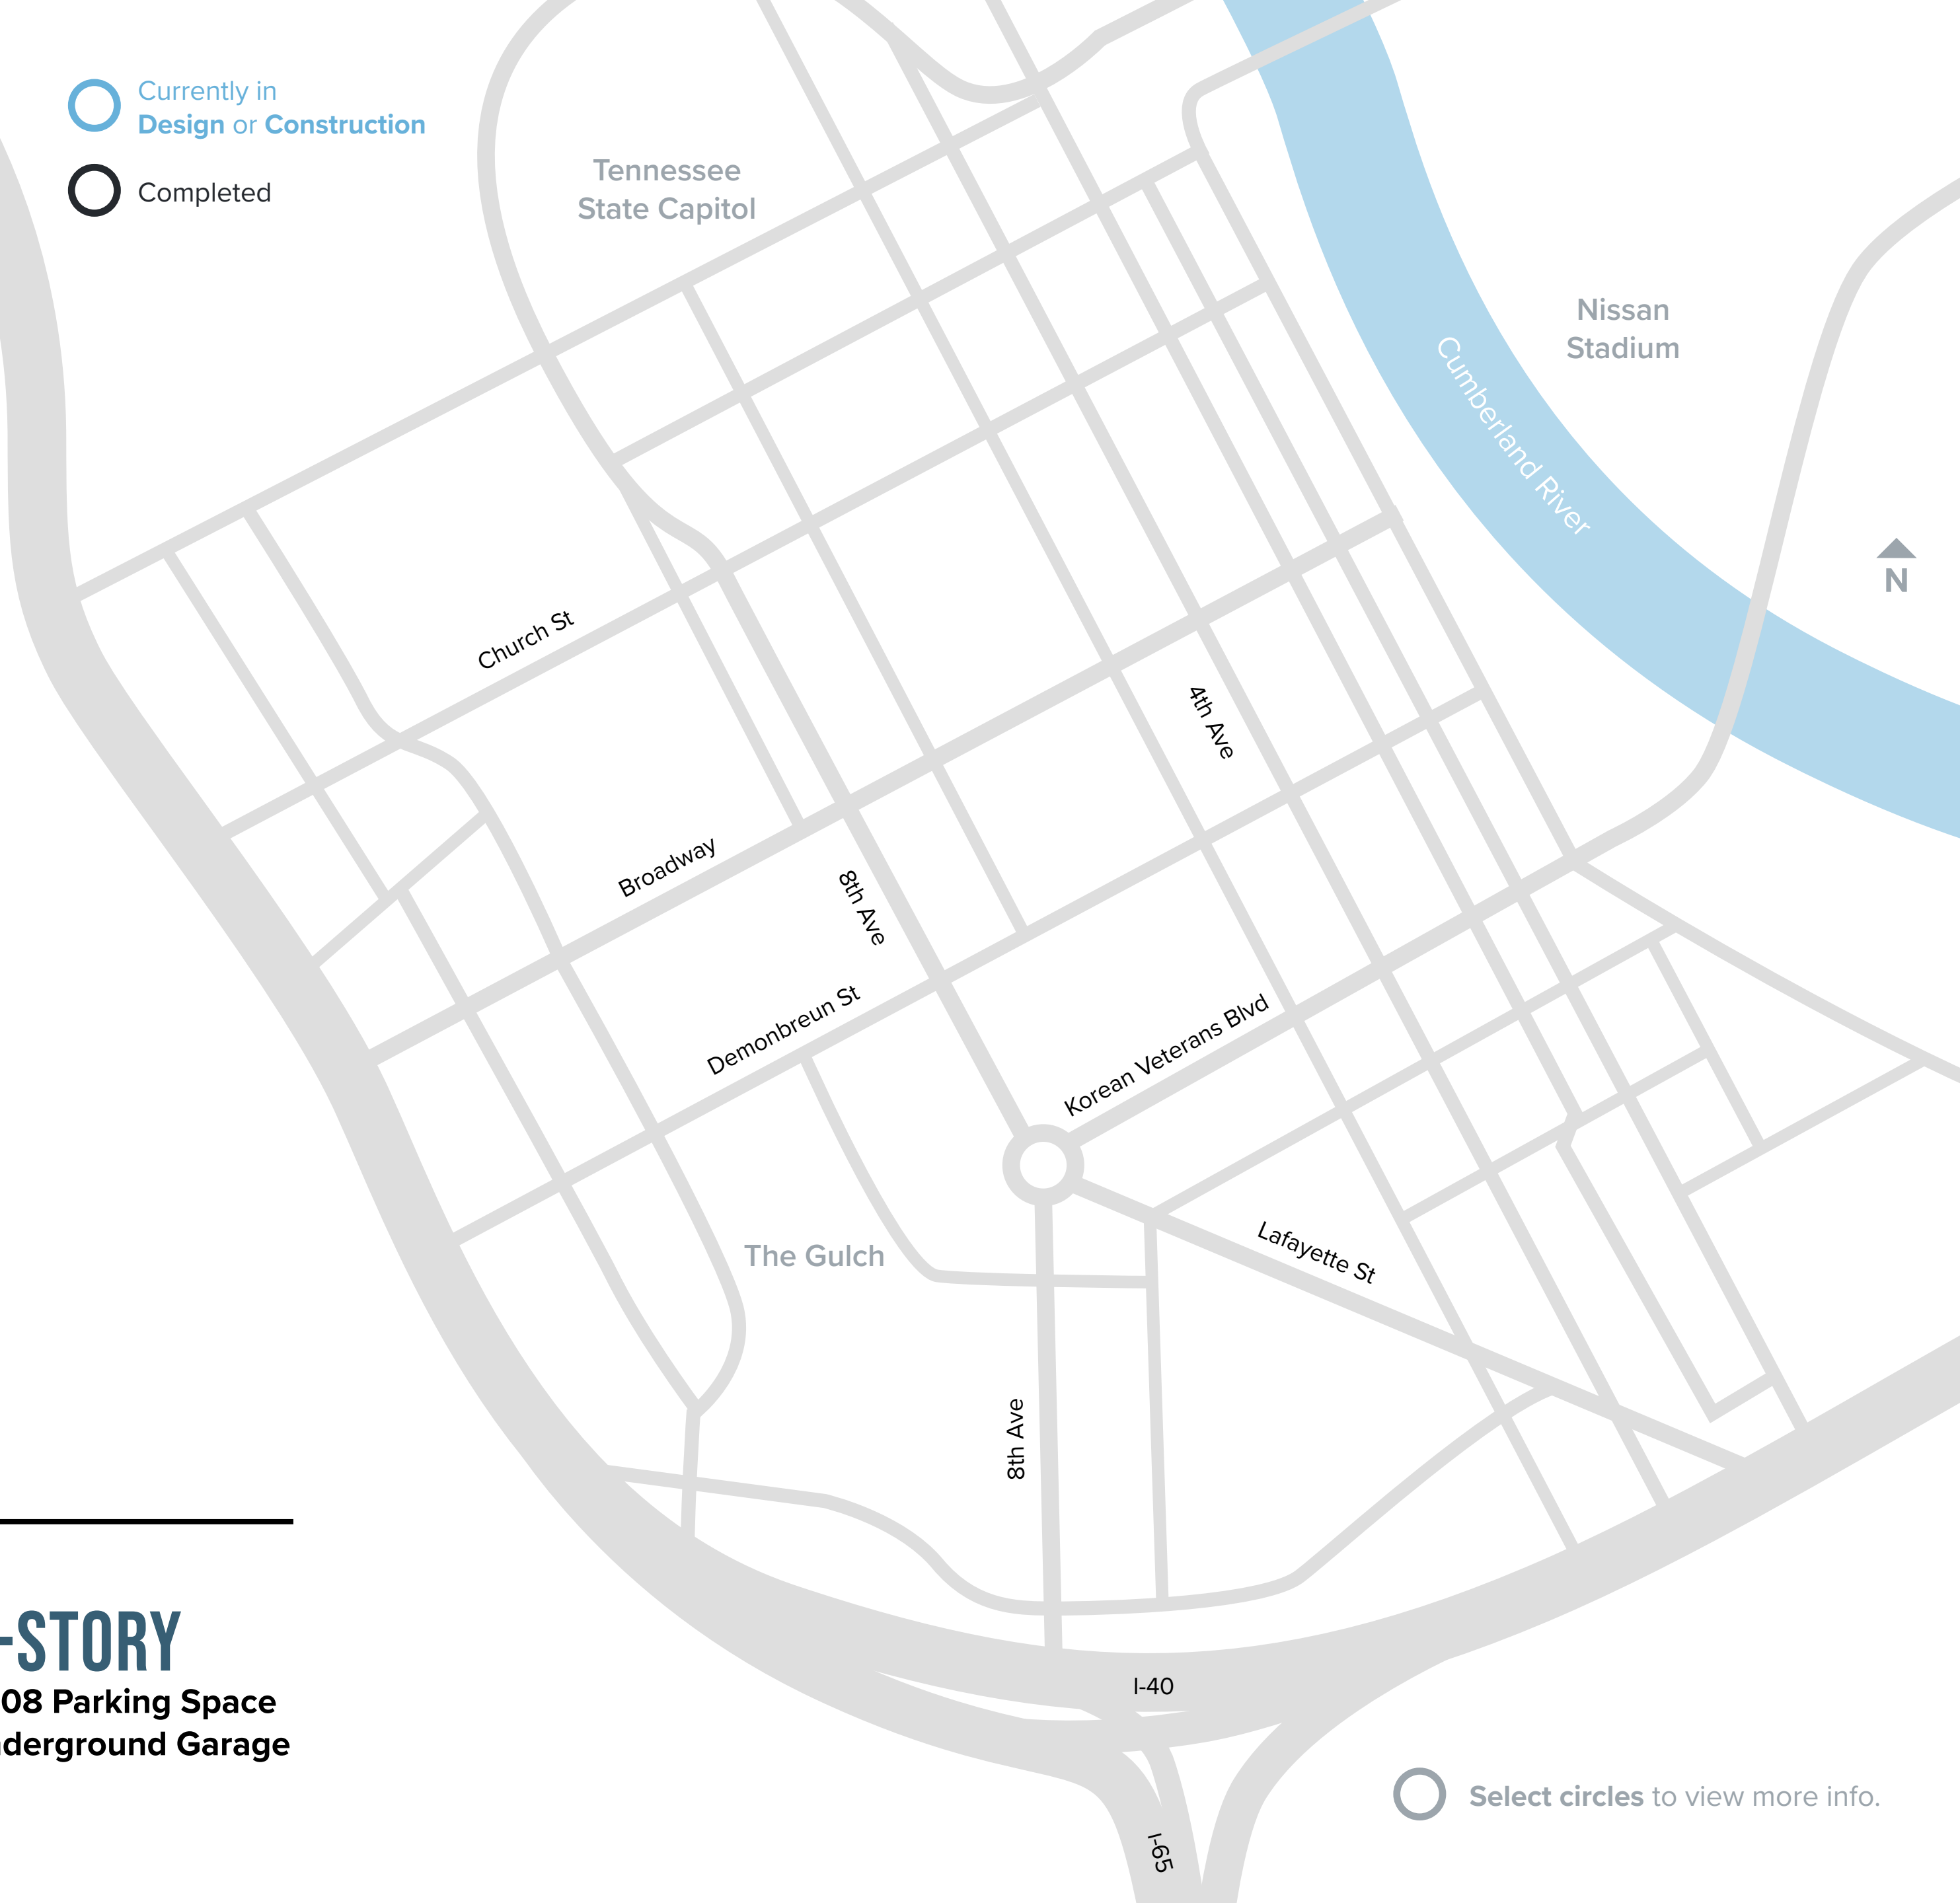 Currently in
Design or Construction
Completed
Tennessee
State Capitol
Nissan
Stadium
Cumberland River
N
Church St
4th Ave
Broadway
8th Ave
Demonbreun St
Korean Veterans Blvd
The Gulch
Lafayette St
8th Ave
-STORY
08 Parking Space
derground Garage
I-40
Select circles to view more info.
I-65